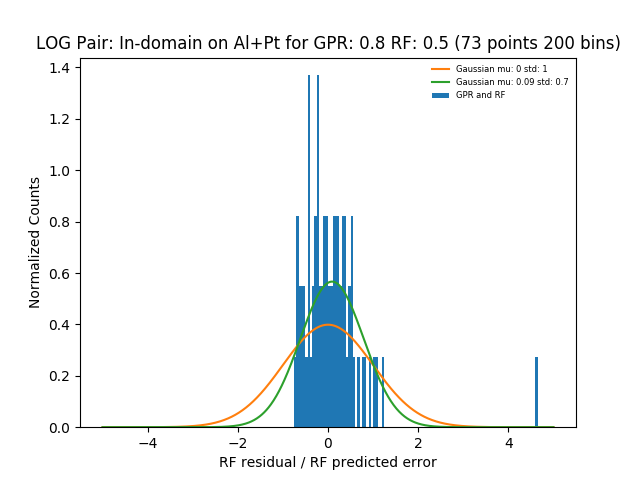 LOG Pair: In-domain on Al+Pt for GPR: 0.8 RF: 0.5 (73 points 200 bins)
Gaussian mu: 0 std: 1
Gaussian mu: 0.09 std: 0.7
GPR and RF
Normalized Counts
1.4
1.2
1.0
0.8
0.6
0.4
0.2
0.0
−4
−2
0
2
4
RF residual / RF predicted error